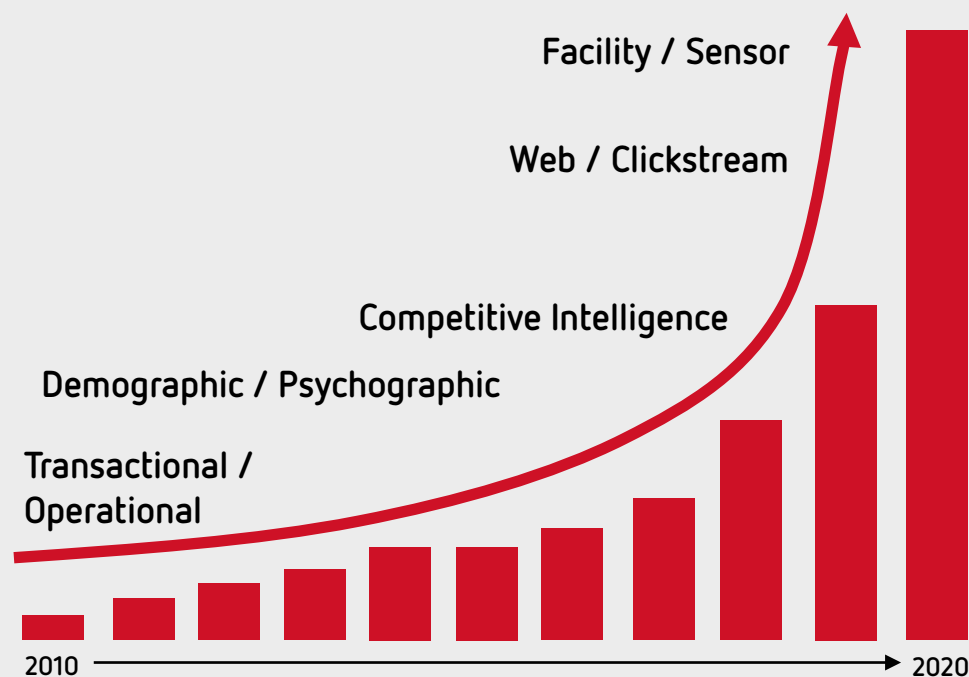 Facility / Sensor
Web / Clickstream
Competitive Intelligence
Demographic / Psychographic
Transactional /
Operational
2010
2020